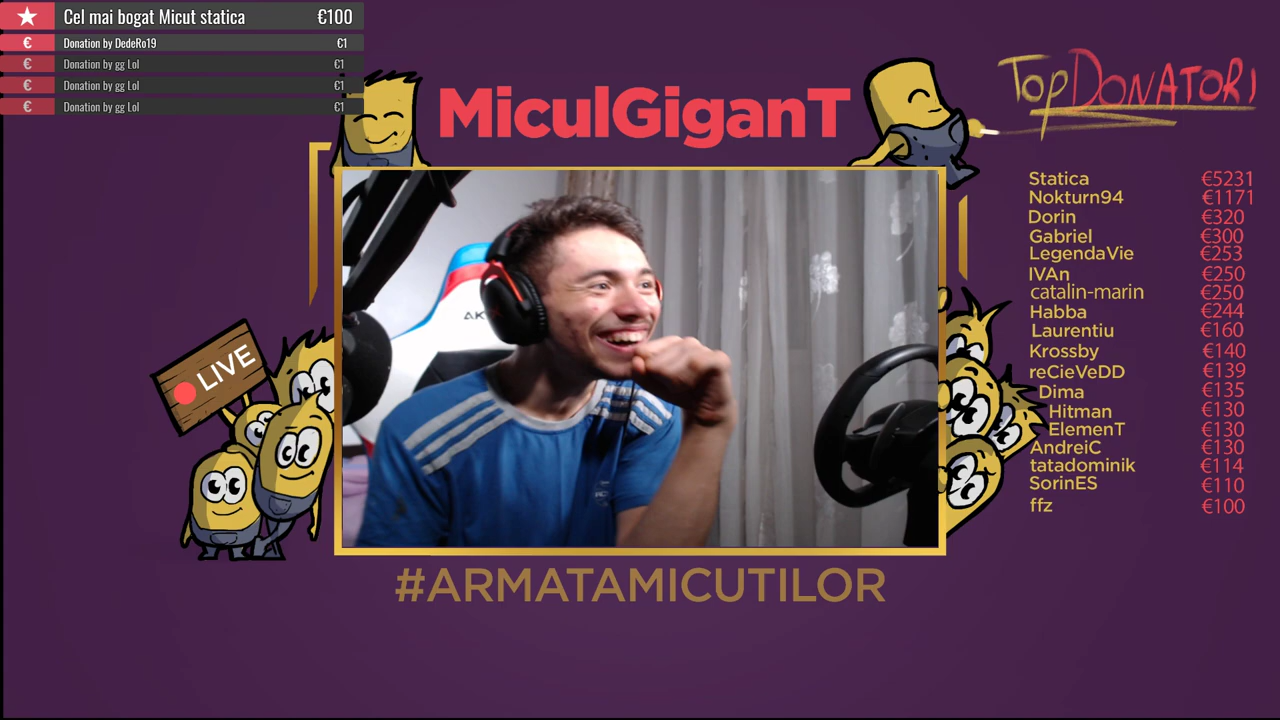 Cel mai bogat Micut statica €100
Donation by DedeRo19 €1
Donation by gg Lol €1
Donation by gg Lol €1
Donation by gg Lol €1
MiculGiganT
TopDONATORI
Statica €5231
Nokturn94 €1171
Dorin €320
Gabriel €300
LegendaVie €253
IVAn €250
catalin-marin €250
Habba €244
Laurentiu €160
Krossby €140
reCieVeDD €139
Dima €135
Hitman €130
ElemenT €130
AndreiC €130
tatadominik €114
SorinES €110
ffz €100
LIVE
#ARMATAMICUTILOR